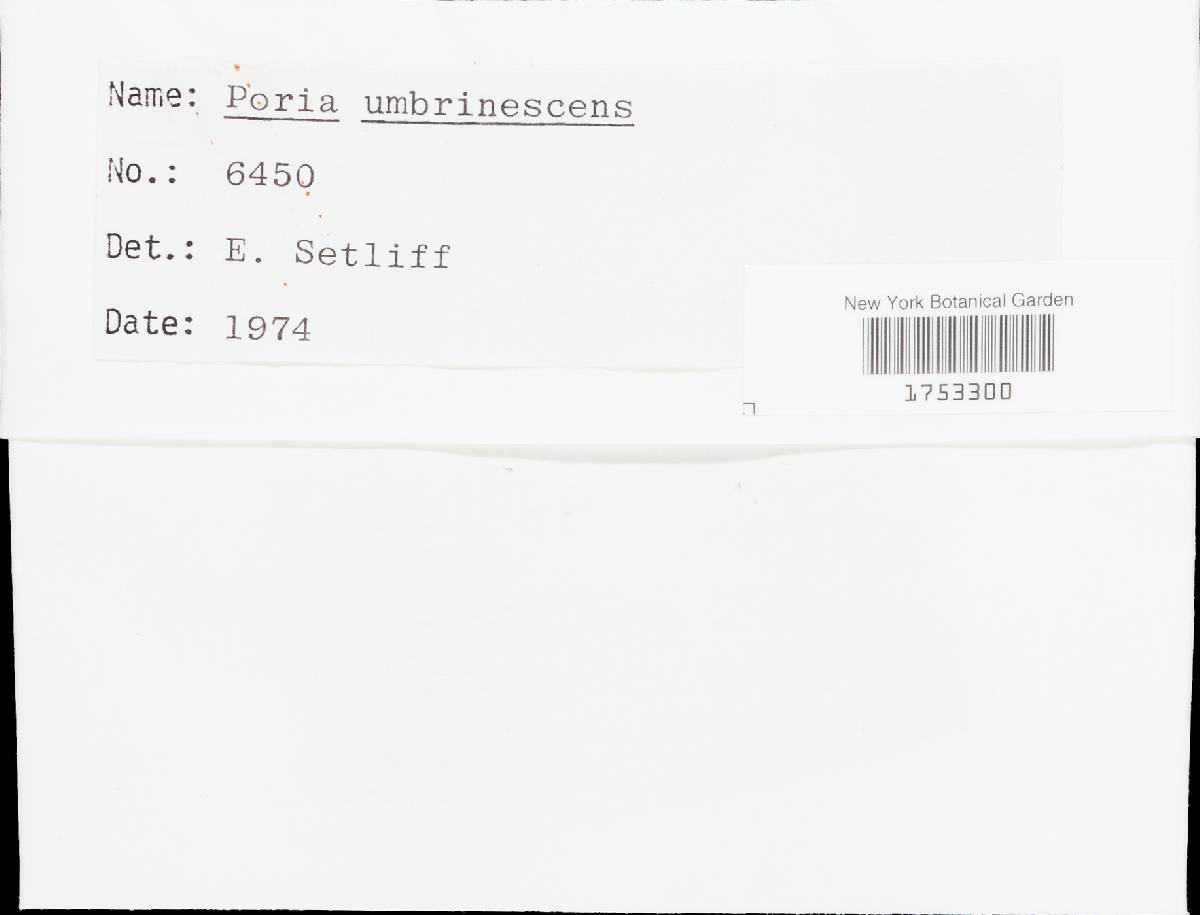 Name: Poria umbrinescens
No.: 6450
Det.: E. Setliff
Date: 1974
New York Botanical Garden
1753300